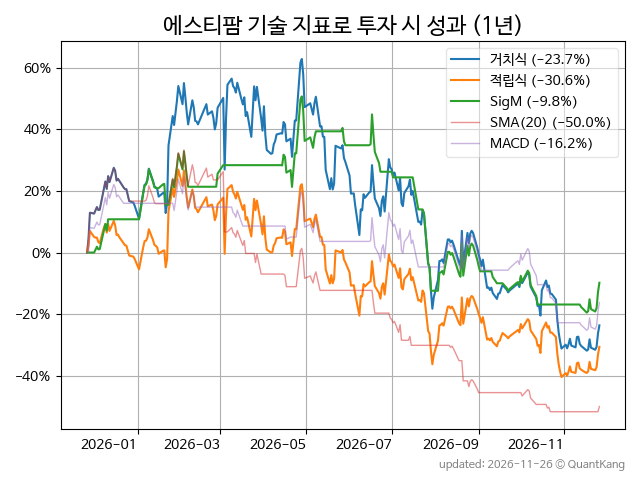 에스티팜 기술 지표로 투자 시 성과 (1년)
거치식 (−23.7%)
적립식 (−30.6%)
SigM (−9.8%)
SMA(20) (−50.0%)
MACD (−16.2%)
60%
40%
20%
0%
−20%
−40%
2026-01 2026-03 2026-05 2026-07 2026-09 2026-11
updated: 2026-11-26 © QuantKang